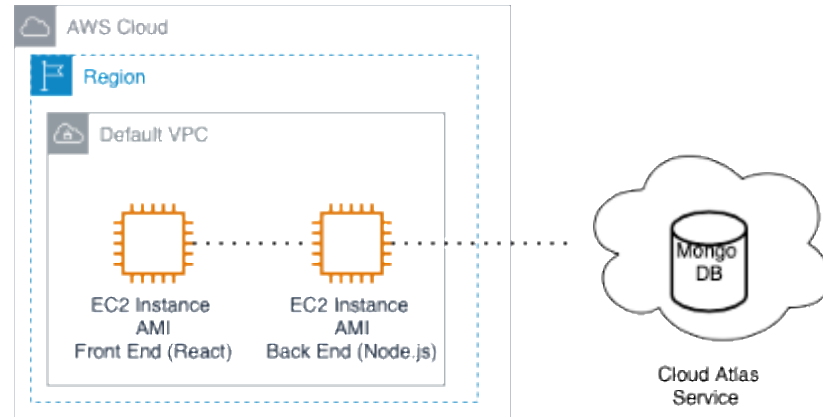 AWS Cloud
Region
Default VPC
EC2 Instance
AMI
Front End (React)
EC2 Instance
AMI
Back End (Node.js)
Mongo
DB
Cloud Atlas
Service